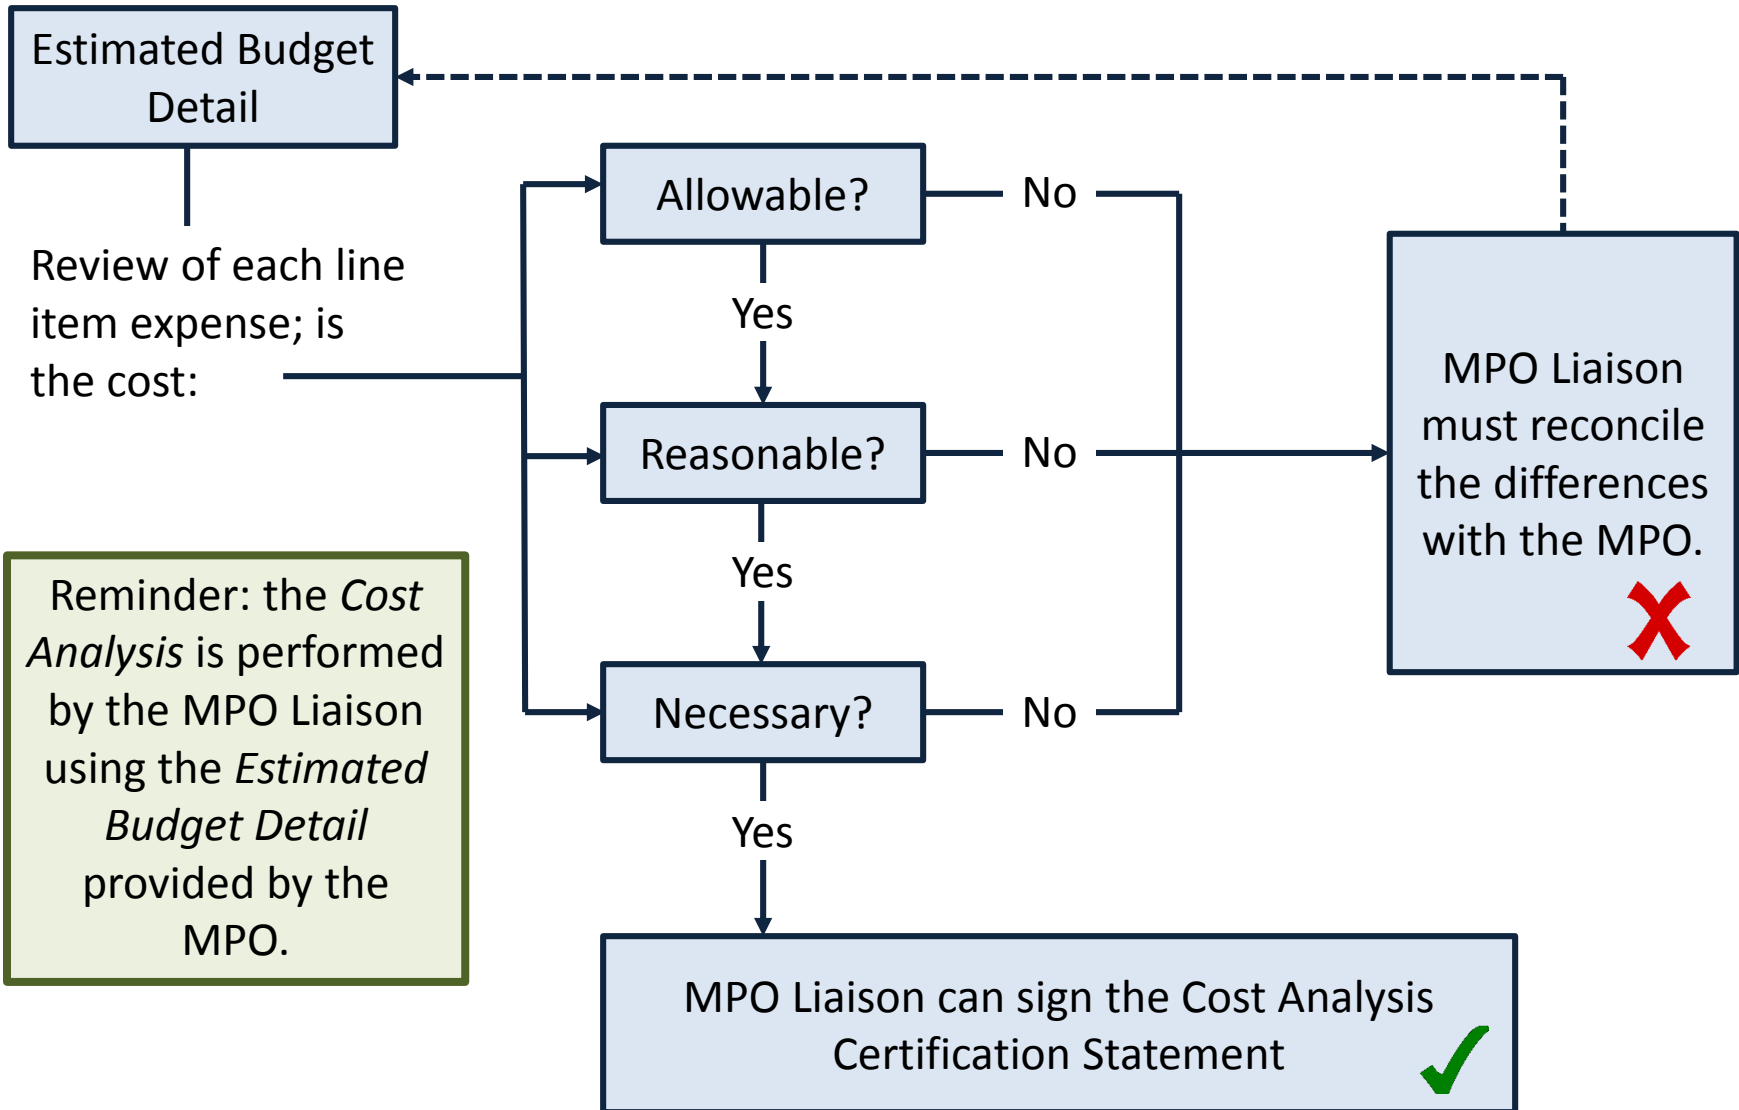 Estimated Budget
Detail
Review of each line
item expense; is
the cost:
Allowable?
No
Yes
Reasonable?
No
Yes
Necessary?
No
Yes
MPO Liaison
must reconcile
the differences
with the MPO.
Reminder: the Cost
Analysis is performed
by the MPO Liaison
using the Estimated
Budget Detail
provided by the
MPO.
MPO Liaison can sign the Cost Analysis
Certification Statement